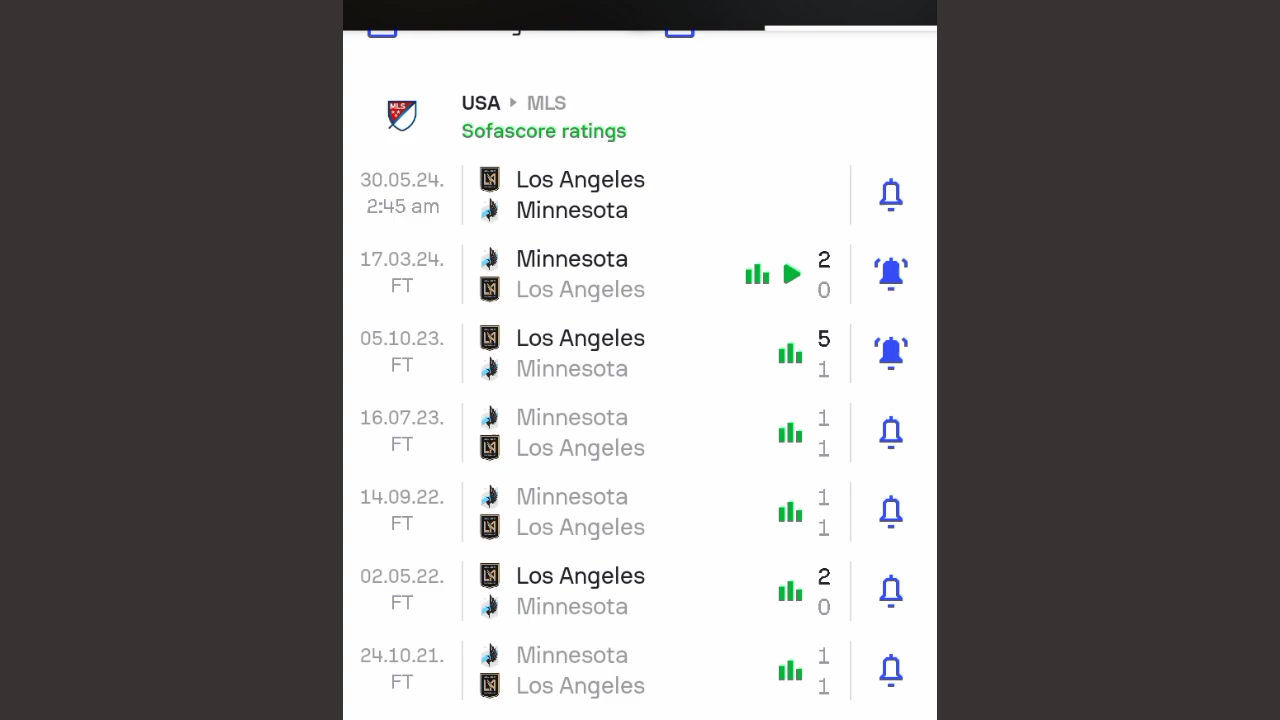 USA MLS
Sofascore ratings
30.05.24.
2:45 am
Los Angeles
Minnesota
17.03.24.
FT
Minnesota 2
Los Angeles 0
05.10.23.
FT
Los Angeles 5
Minnesota 1
16.07.23.
FT
Minnesota 1
Los Angeles 1
14.09.22.
FT
Minnesota 1
Los Angeles 1
02.05.22.
FT
Los Angeles 2
Minnesota 0
24.10.21.
FT
Minnesota 1
Los Angeles 1